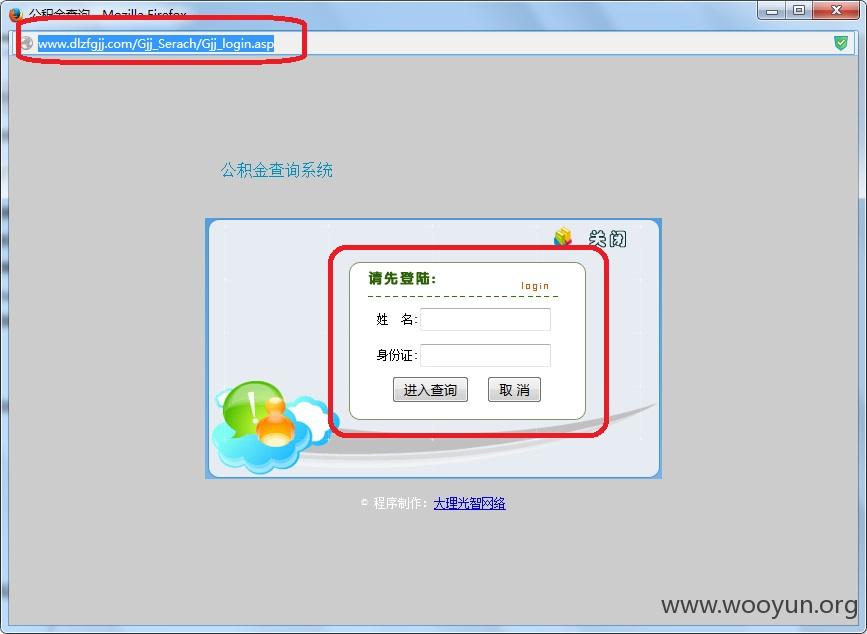 公积金查询 - Mozilla Firefox
www.dlzfgjj.com/Gjj_Serach/Gjj_login.asp
公积金查询系统
关闭
请先登陆:
login
姓 名:
身份证:
进入查询 取 消
© 程序制作: 大理光智网络
www.wooyun.org